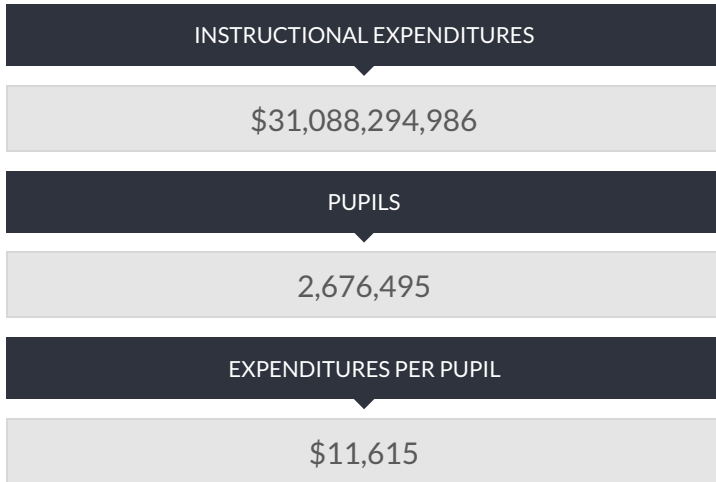 INSTRUCTIONAL EXPENDITURES
$31,088,294,986
PUPILS
2,676,495
EXPENDITURES PER PUPIL
$11,615